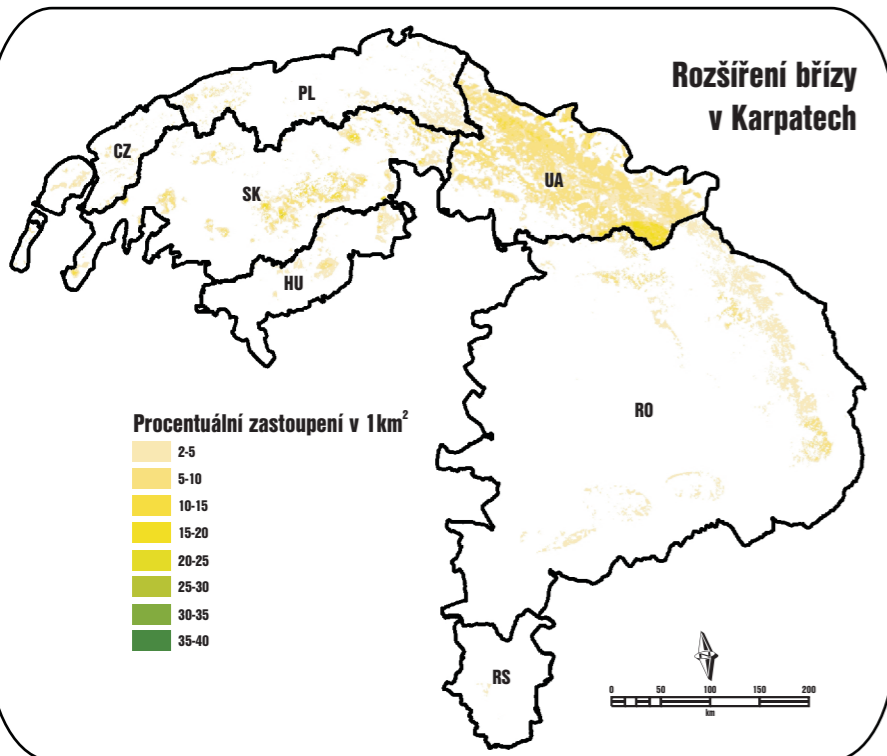 Rozšíření břízy
v Karpatech
PL
CZ
SK
UA
HU
RO
RS
Procentuální zastoupení v 1km²
2-5
5-10
10-15
15-20
20-25
25-30
30-35
35-40
0 50 100 150 200
km